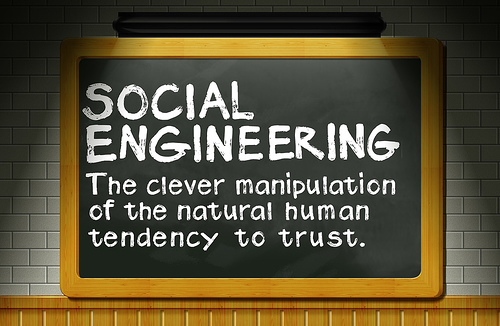 SOCIAL
ENGINEERING
The clever manipulation
of the natural human
tendency to trust.